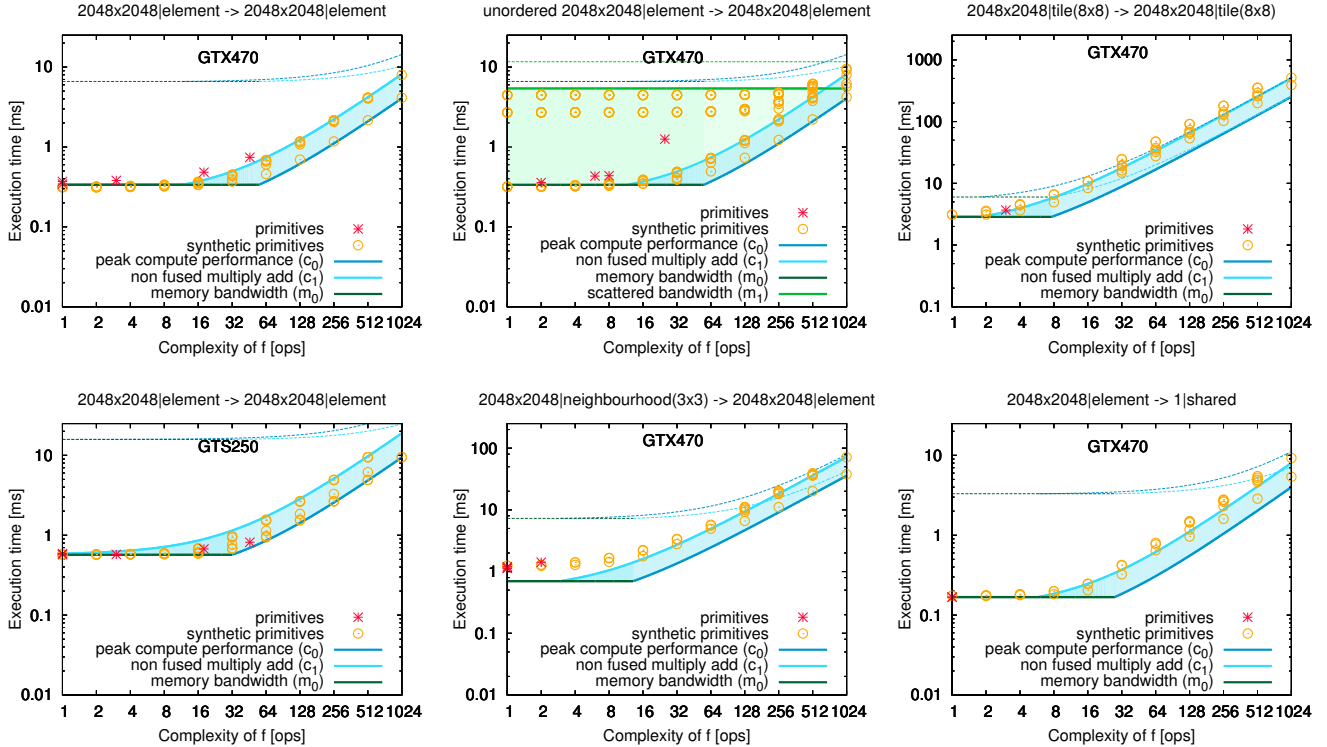 2048x2048|element -> 2048x2048|element
GTX470
Execution time [ms]
10
1
0.1
0.01
primitives
synthetic primitives
peak compute performance (c0)
non fused multiply add (c1)
memory bandwidth (m0)
1 2 4 8 16 32 64 128 256 512 1024
Complexity of f [ops]
unordered 2048x2048|element -> 2048x2048|element
GTX470
Execution time [ms]
10
1
0.1
0.01
primitives
synthetic primitives
peak compute performance (c0)
non fused multiply add (c1)
memory bandwidth (m0)
scattered bandwidth (m1)
1 2 4 8 16 32 64 128 256 512 1024
Complexity of f [ops]
2048x2048|tile(8x8) -> 2048x2048|tile(8x8)
GTX470
Execution time [ms]
1000
100
10
1
0.1
primitives
synthetic primitives
peak compute performance (c0)
non fused multiply add (c1)
memory bandwidth (m0)
1 2 4 8 16 32 64 128 256 512 1024
Complexity of f [ops]
2048x2048|element -> 2048x2048|element
GTS250
Execution time [ms]
10
1
0.1
0.01
primitives
synthetic primitives
peak compute performance (c0)
non fused multiply add (c1)
memory bandwidth (m0)
1 2 4 8 16 32 64 128 256 512 1024
Complexity of f [ops]
2048x2048|neighbourhood(3x3) -> 2048x2048|element
GTX470
Execution time [ms]
100
10
1
0.1
0.01
primitives
synthetic primitives
peak compute performance (c0)
non fused multiply add (c1)
memory bandwidth (m0)
1 2 4 8 16 32 64 128 256 512 1024
Complexity of f [ops]
2048x2048|element -> 1|shared
GTX470
Execution time [ms]
10
1
0.1
0.01
primitives
synthetic primitives
peak compute performance (c0)
non fused multiply add (c1)
memory bandwidth (m0)
1 2 4 8 16 32 64 128 256 512 1024
Complexity of f [ops]